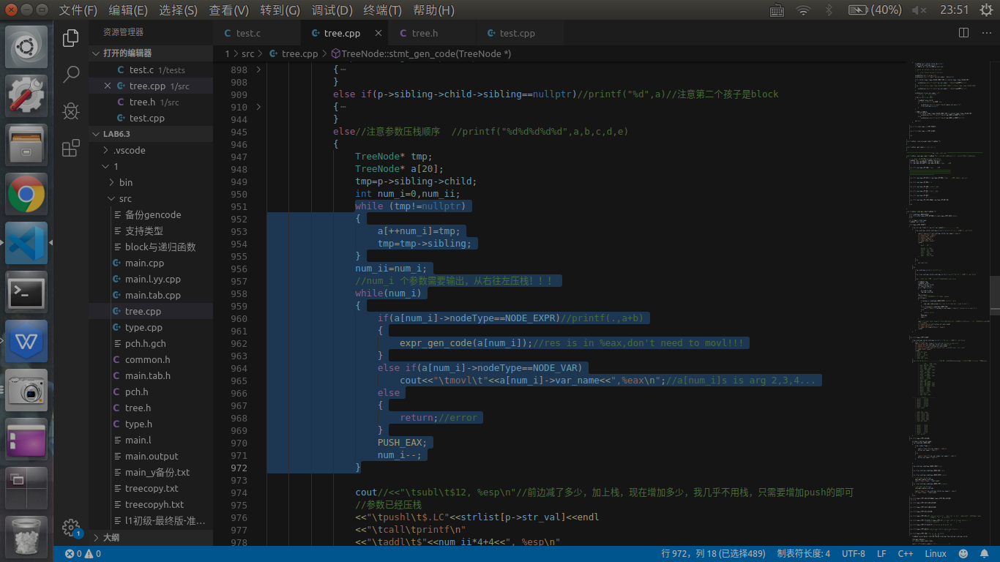 文件(F) 编辑(E) 选择(S) 查看(V) 转到(G) 调试(D) 终端(T) 帮助(H)
(40%) 23:51
资源管理器
打开的编辑器
test.c 1/tests
tree.cpp 1/src
tree.h 1/src
test.cpp
LAB6.3
.vscode
1
bin
src
备份gencode
支持类型
block与递归函数
main.cpp
main.l.yy.cpp
main.tab.cpp
tree.cpp
type.cpp
pch.h.gch
common.h
main.tab.h
pch.h
tree.h
type.h
main.l
main.output
main_y备份.txt
treecopy.txt
treecopyh.txt
l1初级-最终版-准...
大纲
1
test.c tree.cpp tree.h test.cpp
1 > src > tree.cpp > TreeNode::stmt_gen_code(TreeNode *)
898 {
908 }
909 else if(p->sibling->child->sibling==nullptr)//printf("%d",a)//注意第二个孩子是block
910 {
944 }
945 else//注意参数压栈顺序 //printf("%d%d%d%d%d",a,b,c,d,e)
946 {
947 TreeNode* tmp;
948 TreeNode* a[20];
949 tmp=p->sibling->child;
950 int num_i=0,num_ii;
951 while (tmp!=nullptr)
952 {
953 a[++num_i]=tmp;
954 tmp=tmp->sibling;
955 }
956 num_ii=num_i;
957 //num_i 个参数需要输出，从右往左压栈！！！
958 while(num_i)
959 {
960 if(a[num_i]->nodeType==NODE_EXPR)//printf(.,a+b)
961 {
962 expr_gen_code(a[num_i]);//res is in %eax,don't need to movl!!!
963 }
964 else if(a[num_i]->nodeType==NODE_VAR)
965 cout<<"\tmovl\t"<<a[num_i]->var_name<<",%eax\n";//a[num_i]s is arg 2,3,4...
966 else
967 {
968 return;//error
969 }
970 PUSH_EAX;
971 num_i--;
972 }
973
974 cout//<<"\tsubl\t$12, %esp\n"//前边减了多少，加上栈，现在增加多少，我几乎不用栈，只需要增加push的即可
975 //参数已经压栈
976 <<"\tpushl\t$.LC"<<strlist[p->str_val]<<endl
977 <<"\tcall\tprintf\n"
978 <<"\taddl\t$"<<num_ii*4+4<<", %esp\n"
0 0
行 972，列 18 (已选择489) 制表符长度: 4 UTF-8 LF C++ Linux